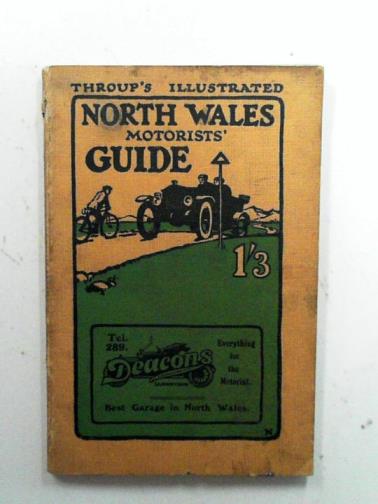 THROUP'S ILLUSTRATED
NORTH WALES
MOTORISTS'
GUIDE
1/3
Tel.
289.
Deacons
Everything
for
the
Motorist.
Best Garage in North Wales.